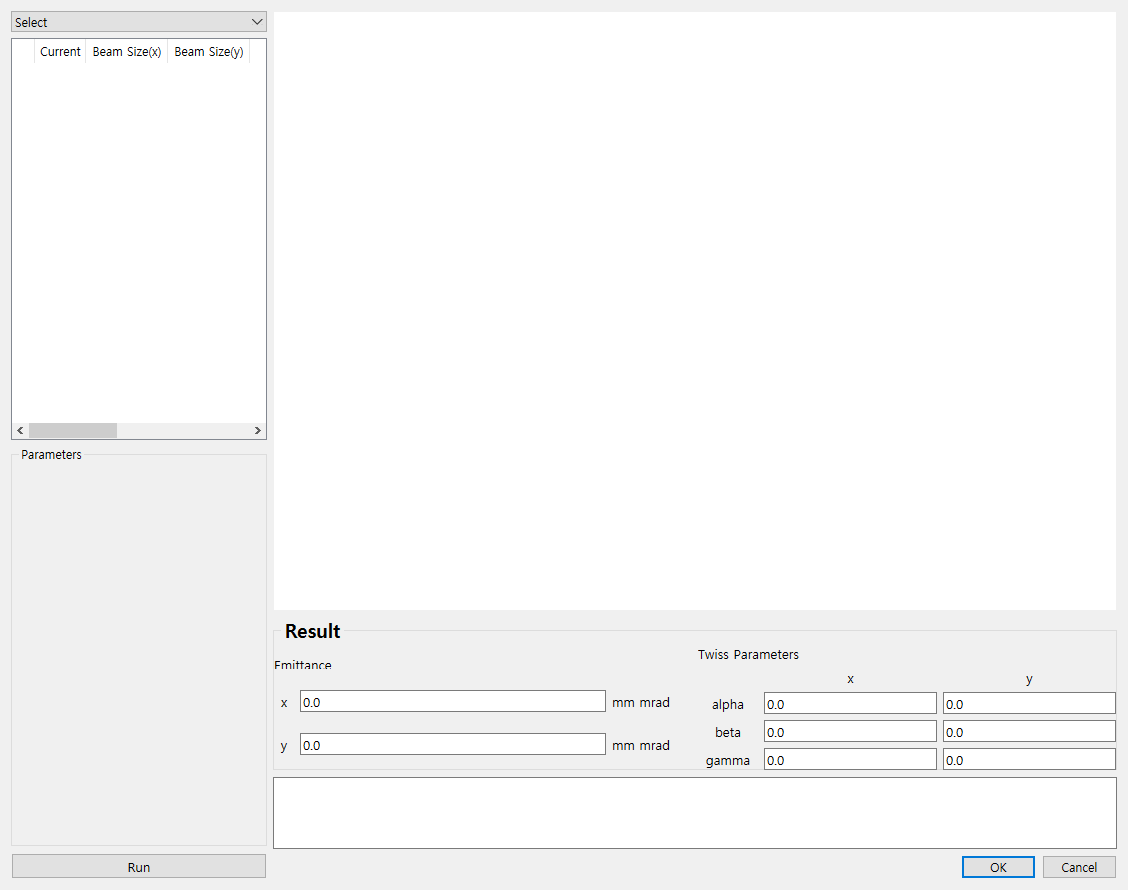 Select
Current Beam Size(x) Beam Size(y)
Parameters
Run
Result
Emittance
x 0.0 mm mrad
y 0.0 mm mrad
Twiss Parameters
x y
alpha 0.0 0.0
beta 0.0 0.0
gamma 0.0 0.0
OK Cancel